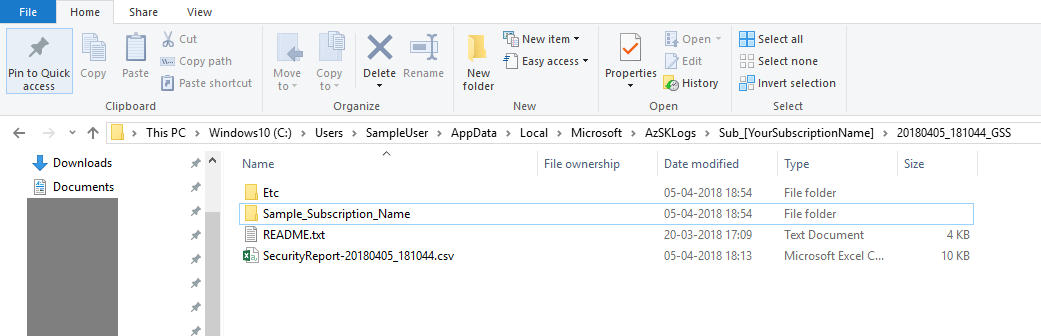 File Home Share View
Pin to Quick access
Copy
Paste
Cut
Copy path
Paste shortcut
Clipboard
Move to
Copy to
Delete
Rename
Organize
New folder
New item
Easy access
New
Properties
Open
Edit
History
Open
Select all
Select none
Invert selection
Select
This PC > Windows10 (C:) > Users > SampleUser > AppData > Local > Microsoft > AzSKLogs > Sub_[YourSubscriptionName] > 20180405_181044_GSS
Downloads
Documents
Name File ownership Date modified Type Size
Etc 05-04-2018 18:54 File folder
Sample_Subscription_Name 05-04-2018 18:54 File folder
README.txt 20-03-2018 17:09 Text Document 4 KB
SecurityReport-20180405_181044.csv 05-04-2018 18:13 Microsoft Excel C... 10 KB